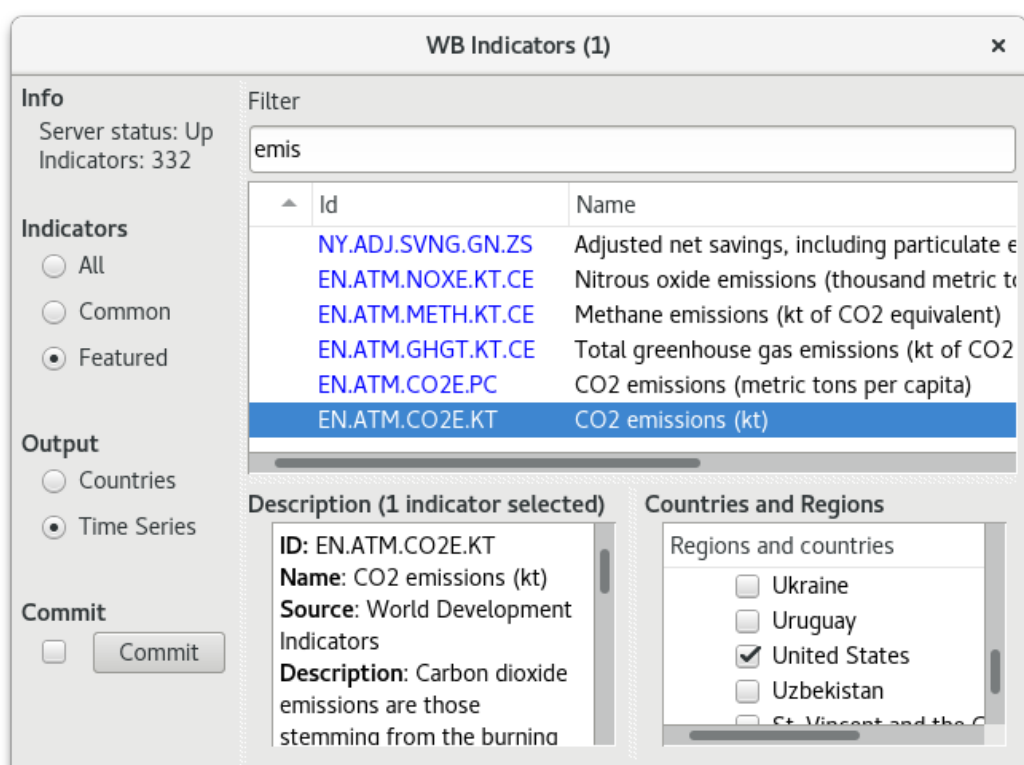 WB Indicators (1)
Info
Server status: Up
Indicators: 332
Indicators
All
Common
Featured
Output
Countries
Time Series
Commit
Commit
Filter
emis
Id Name
NY.ADJ.SVNG.GN.ZS Adjusted net savings, including particulate e
EN.ATM.NOXE.KT.CE Nitrous oxide emissions (thousand metric to
EN.ATM.METH.KT.CE Methane emissions (kt of CO2 equivalent)
EN.ATM.GHGT.KT.CE Total greenhouse gas emissions (kt of CO2
EN.ATM.CO2E.PC CO2 emissions (metric tons per capita)
EN.ATM.CO2E.KT CO2 emissions (kt)
Description (1 indicator selected)
ID: EN.ATM.CO2E.KT
Name: CO2 emissions (kt)
Source: World Development
Indicators
Description: Carbon dioxide
emissions are those
stemming from the burning
Countries and Regions
Regions and countries
Ukraine
Uruguay
United States
Uzbekistan
St. Vincent and the G